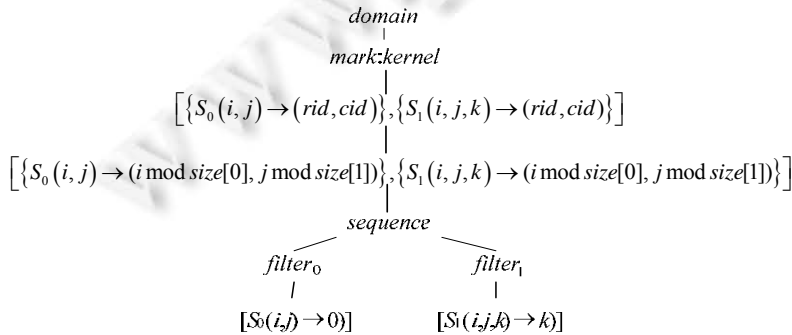 domain
mark:kernel
[{S₀(i, j) → (rid, cid)}, {S₁(i, j, k) → (rid, cid)}]
[{S₀(i, j) → (i mod size[0], j mod size[1])}, {S₁(i, j, k) → (i mod size[0], j mod size[1])}]
sequence
filter₀ filter₁
[S₀(i,j) → 0)] [S₁(i,j,k) → k)]